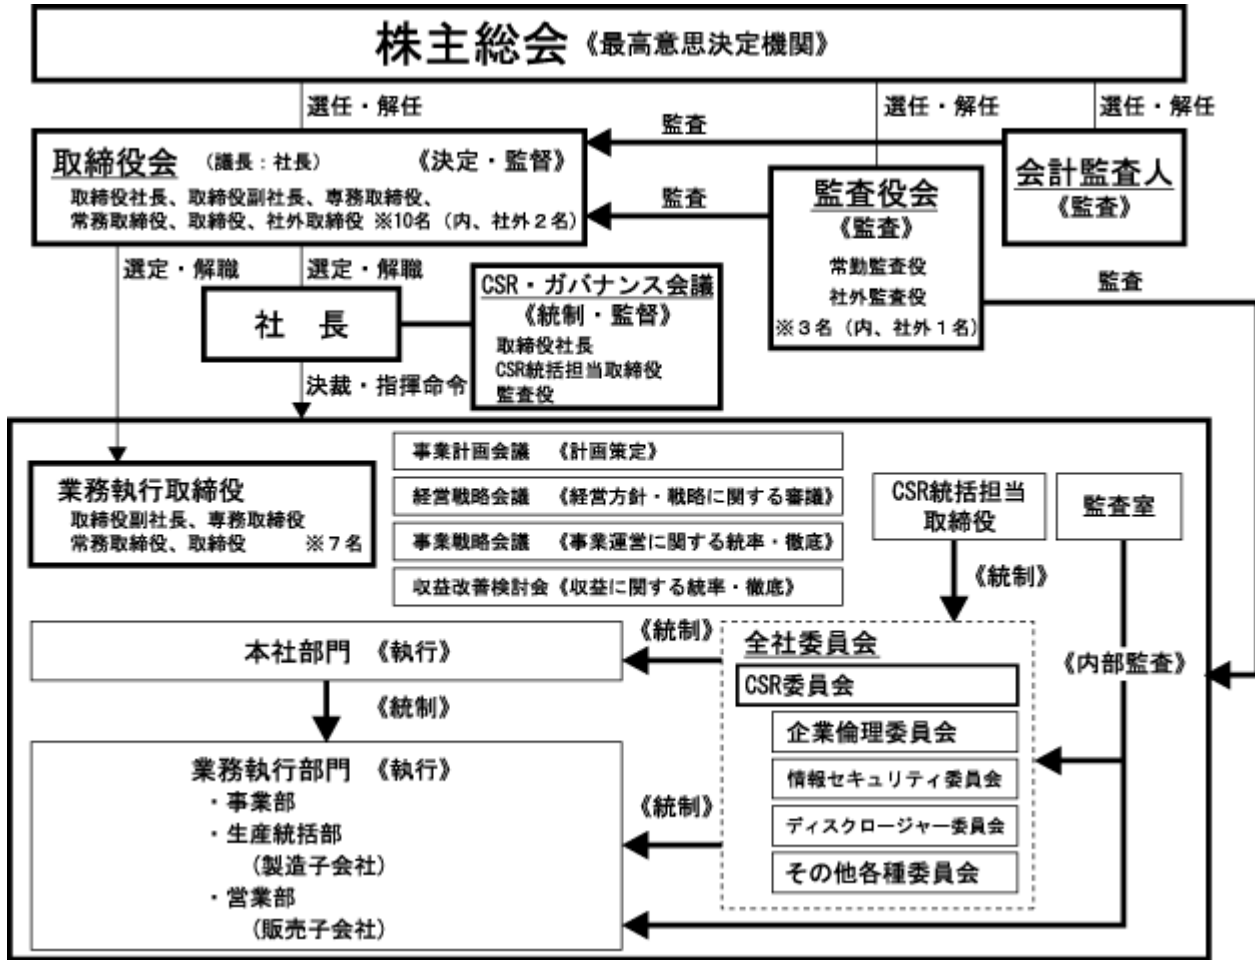 株主総会《最高意思決定機関》
選任・解任
選任・解任
選任・解任
監査
取締役会 (議長:社長) 《決定・監督》
取締役社長、取締役副社長、専務取締役、
常務取締役、取締役、社外取締役 ※10名(内、社外2名)
監査
監査役会
《監査》
常勤監査役
社外監査役
※3名(内、社外1名)
会計監査人
《監査》
監査
選定・解職
選定・解職
社 長
CSR・ガバナンス会議
《統制・監督》
取締役社長
CSR統括担当取締役
監査役
決裁・指揮命令
業務執行取締役
取締役副社長、専務取締役
常務取締役、取締役 ※7名
事業計画会議 《計画策定》
経営戦略会議 《経営方針・戦略に関する審議》
事業戦略会議 《事業運営に関する統率・徹底》
収益改善検討会《収益に関する統率・徹底》
CSR統括担当
取締役
監査室
《統制》
本社部門 《執行》
《統制》
《統制》
業務執行部門 《執行》
・事業部
・生産統括部
(製造子会社)
・営業部
(販売子会社)
《統制》
全社委員会
CSR委員会
企業倫理委員会
情報セキュリティ委員会
ディスクロージャー委員会
その他各種委員会
《内部監査》